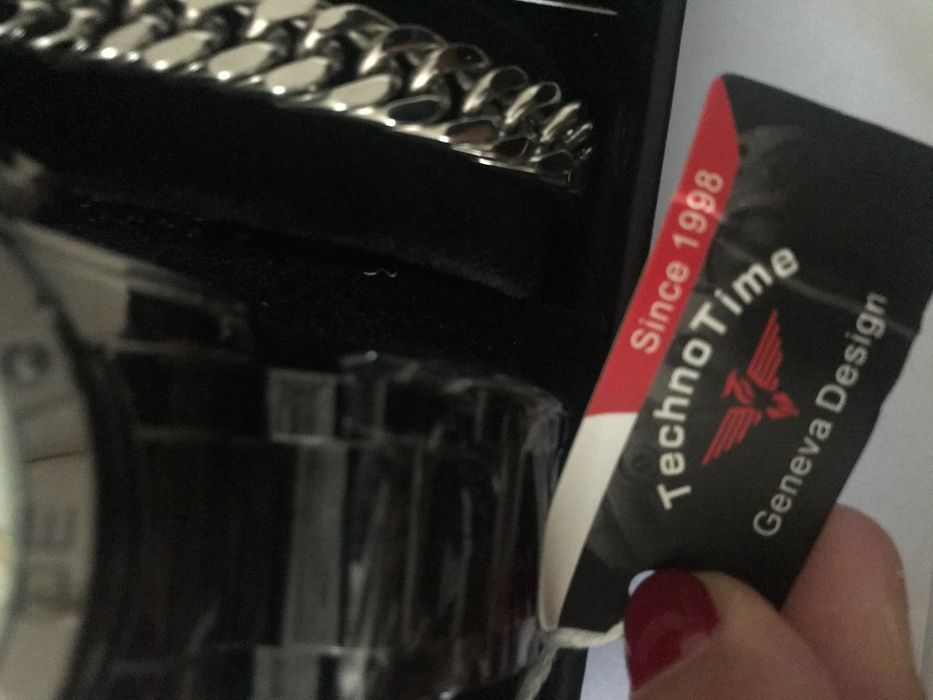 Since 1998
TechnoTime
Geneva Design